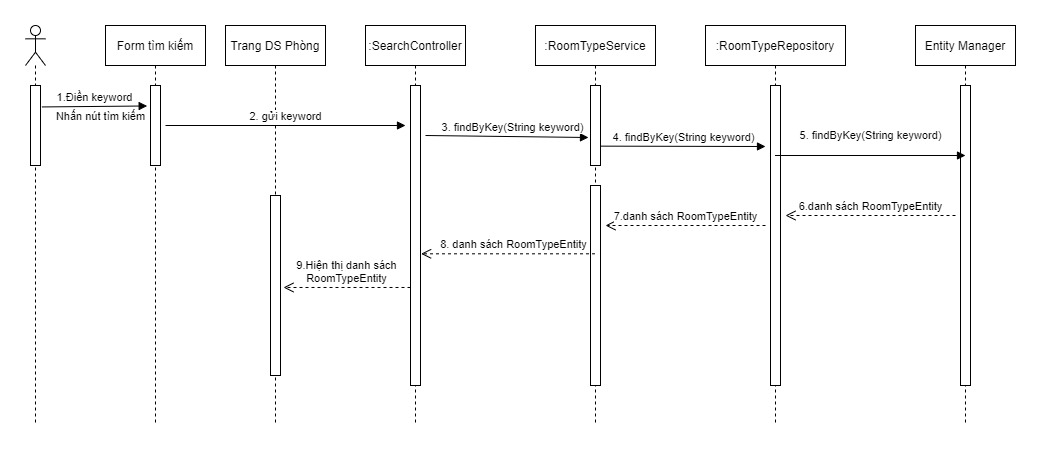 Form tìm kiếm
Trang DS Phòng
:SearchController
:RoomTypeService
:RoomTypeRepository
Entity Manager
1.Điền keyword
Nhấn nút tìm kiếm
2. gửi keyword
3. findByKey(String keyword)
4. findByKey(String keyword)
5. findByKey(String keyword)
6.danh sách RoomTypeEntity
7.danh sách RoomTypeEntity
8. danh sách RoomTypeEntity
9.Hiện thị danh sách
RoomTypeEntity